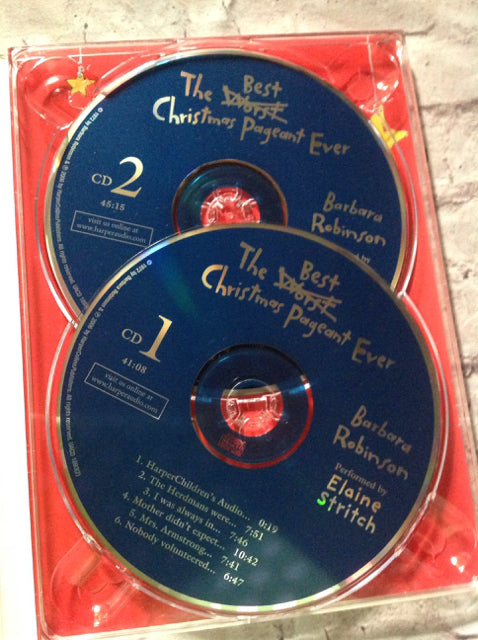 The Best
Worst
Christmas Pageant Ever
CD 2
45:15
visit us online at
www.harperaudio.com
Barbara
Robinson
The Best
Worst
Christmas Pageant Ever
CD 1
41:08
visit us online at
www.harperaudio.com
Barbara
Robinson
Performed by
Elaine
Stritch
1. HarperChildren's Audio... 0:19
2. The Herdmans were... 7:51
3. I was always in... 7:46
4. Mother didn't expect... 10:42
5. Mrs. Armstrong... 7:41
6. Nobody volunteered... 6:47